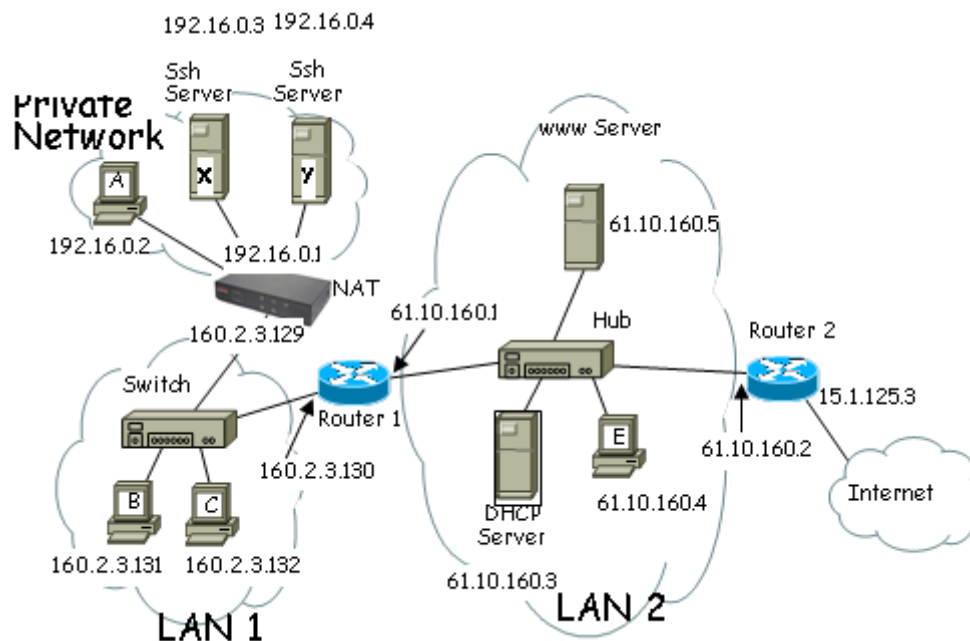 192.16.0.3 192.16.0.4
Ssh Server
Ssh Server
Private Network
X
y
A
192.16.0.2
192.16.0.1
NAT
160.2.3.129
www Server
61.10.160.5
61.10.160.1
Hub
Router 2
15.1.125.3
Switch
Router 1
160.2.3.130
B
C
160.2.3.131
160.2.3.132
LAN 1
E
61.10.160.2
61.10.160.4
DHCP Server
61.10.160.3
LAN 2
Internet